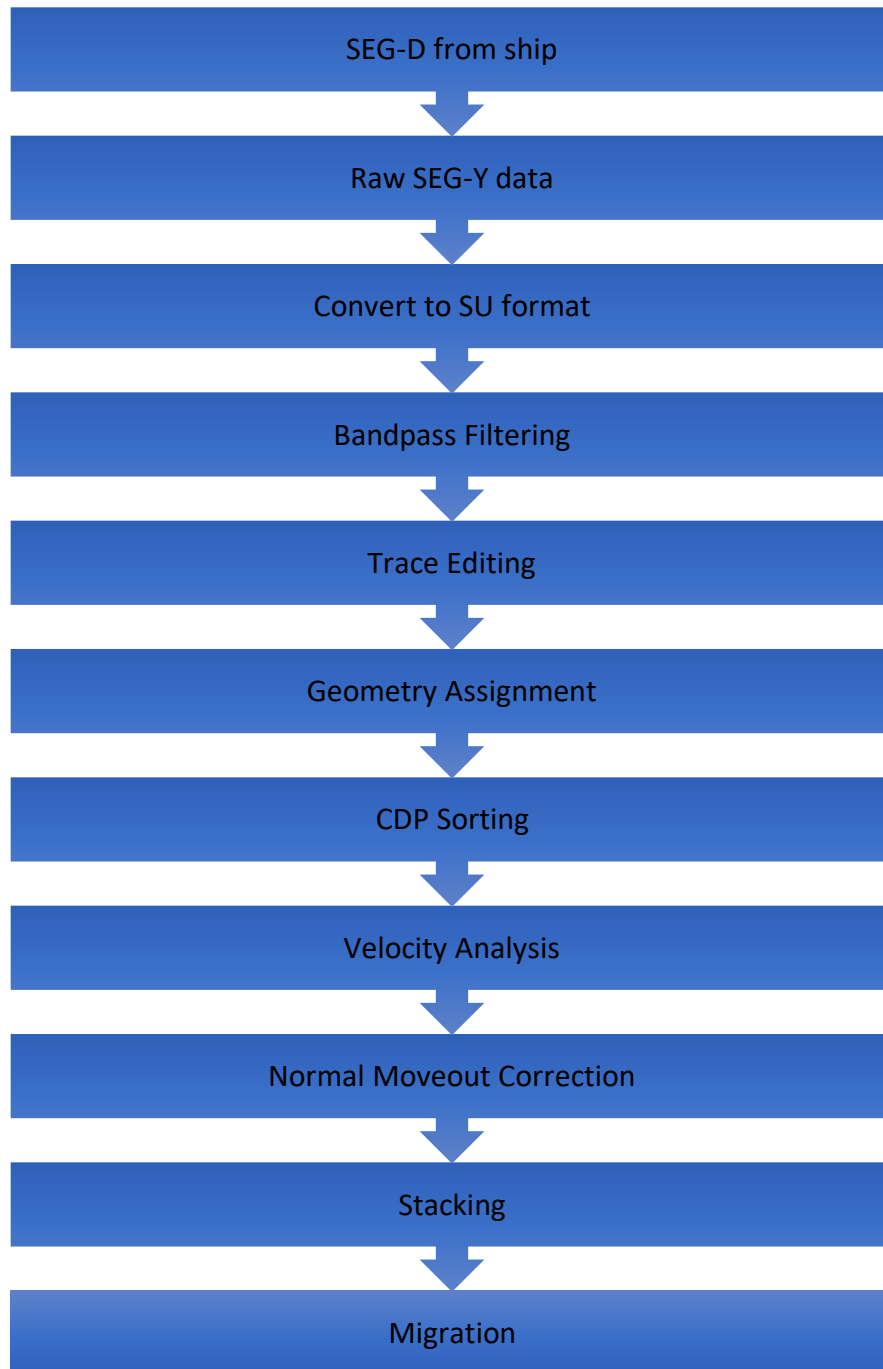 SEG-D from ship
Raw SEG-Y data
Convert to SU format
Bandpass Filtering
Trace Editing
Geometry Assignment
CDP Sorting
Velocity Analysis
Normal Moveout Correction
Stacking
Migration